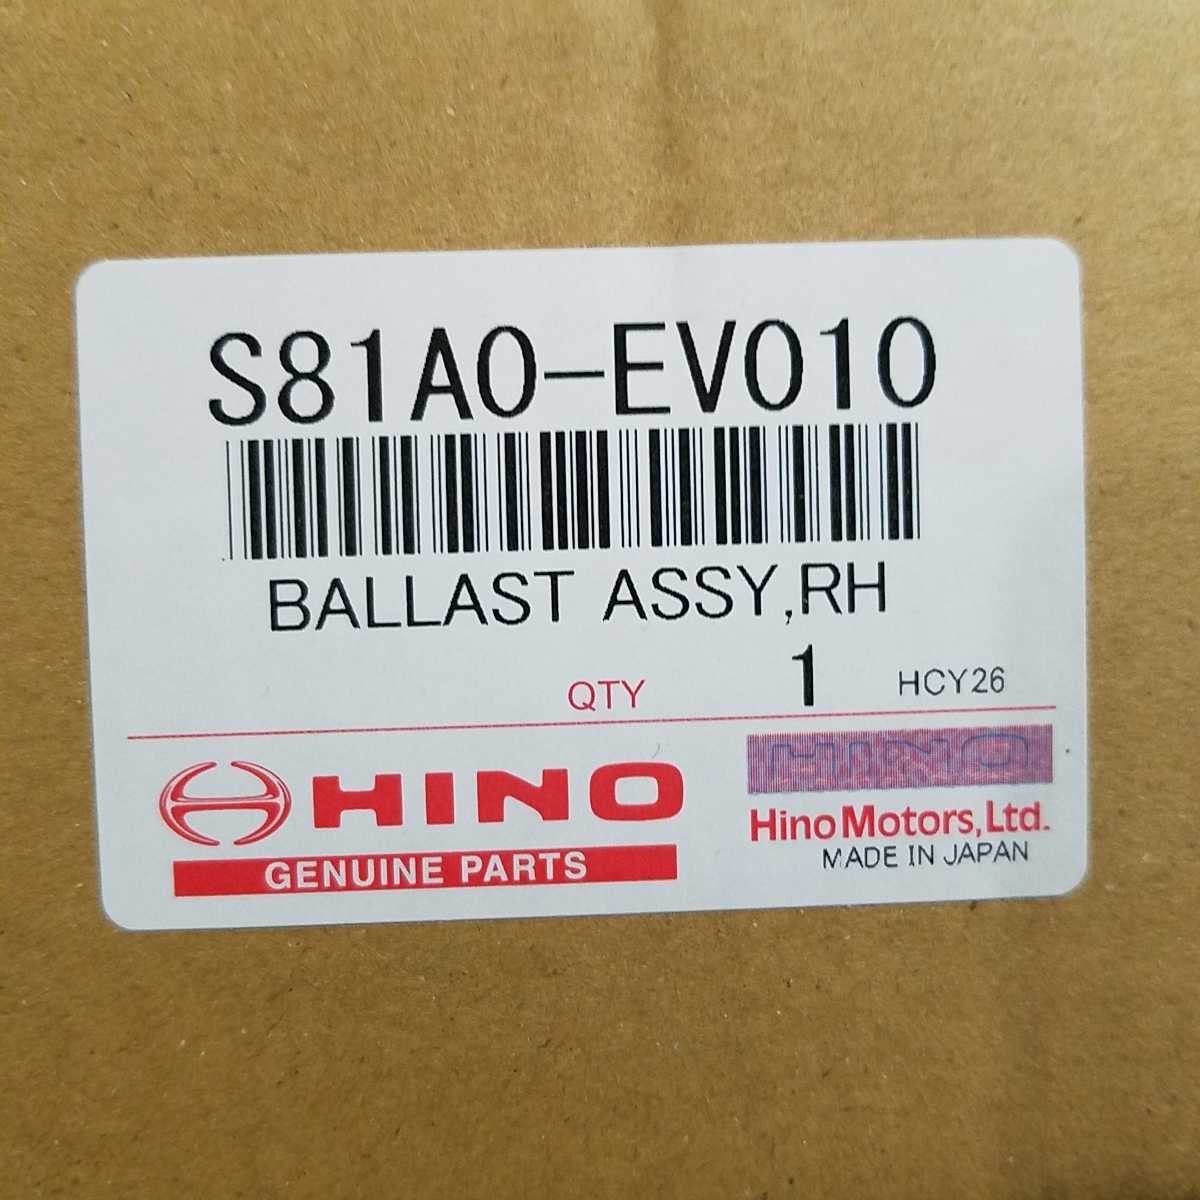 S81A0-EV010
BALLAST ASSY,RH
QTY 1 HCY26
HINO
GENUINE PARTS
HINO
Hino Motors, Ltd.
MADE IN JAPAN